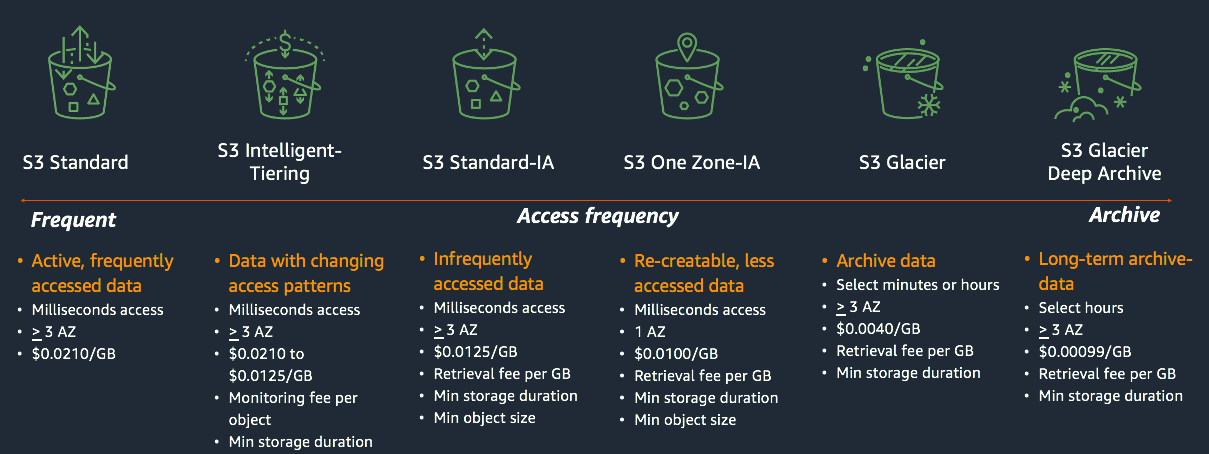 S3 Standard
S3 Intelligent-
Tiering
S3 Standard-IA
S3 One Zone-IA
S3 Glacier
S3 Glacier
Deep Archive
Frequent
Access frequency
Archive
• Active, frequently
accessed data
• Milliseconds access
• ≥ 3 AZ
• $0.0210/GB
• Data with changing
access patterns
• Milliseconds access
• ≥ 3 AZ
• $0.0210 to
$0.0125/GB
• Monitoring fee per
object
• Min storage duration
• Infrequently
accessed data
• Milliseconds access
• ≥ 3 AZ
• $0.0125/GB
• Retrieval fee per GB
• Min storage duration
• Min object size
• Re-creatable, less
accessed data
• Milliseconds access
• 1 AZ
• $0.0100/GB
• Retrieval fee per GB
• Min storage duration
• Min object size
• Archive data
• Select minutes or hours
• ≥ 3 AZ
• $0.0040/GB
• Retrieval fee per GB
• Min storage duration
• Long-term archive-
data
• Select hours
• ≥ 3 AZ
• $0.00099/GB
• Retrieval fee per GB
• Min storage duration